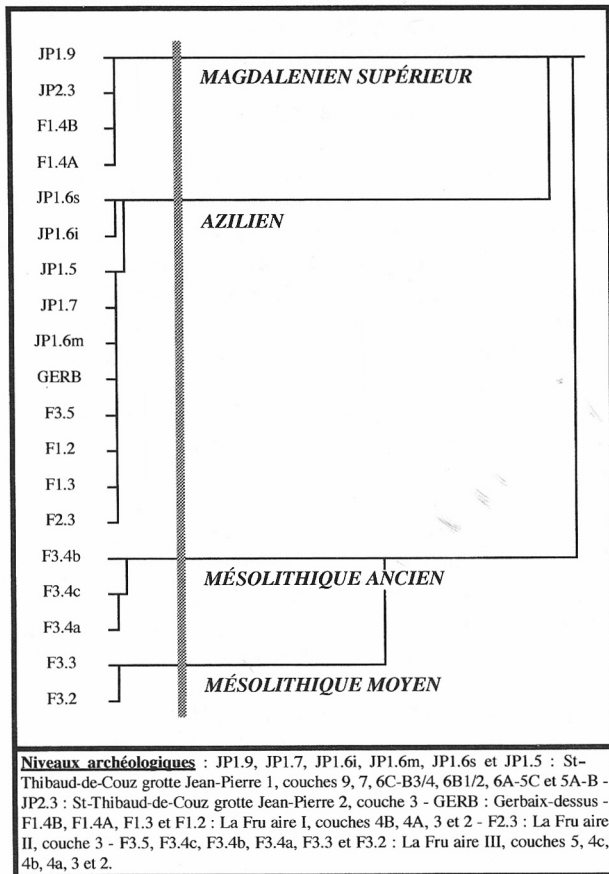 JP1.9
MAGDALENIEN SUPÉRIEUR
JP2.3
F1.4B
F1.4A
JP1.6s
AZILIEN
JP1.6i
JP1.5
JP1.7
JP1.6m
GERB
F3.5
F1.2
F1.3
F2.3
F3.4b
MÉSOLITHIQUE ANCIEN
F3.4c
F3.4a
F3.3
MÉSOLITHIQUE MOYEN
F3.2
Niveaux archéologiques : JP1.9, JP1.7, JP1.6i, JP1.6m, JP1.6s et JP1.5 : St-
Thibaud-de-Couz grotte Jean-Pierre 1, couches 9, 7, 6C-B3/4, 6B1/2, 6A-5C et 5A-B -
JP2.3 : St-Thibaud-de-Couz grotte Jean-Pierre 2, couche 3 - GERB : Gerbaix-dessus -
F1.4B, F1.4A, F1.3 et F1.2 : La Fru aire I, couches 4B, 4A, 3 et 2 - F2.3 : La Fru aire
II, couche 3 - F3.5, F3.4c, F3.4b, F3.4a, F3.3 et F3.2 : La Fru aire III, couches 5, 4c,
4b, 4a, 3 et 2.